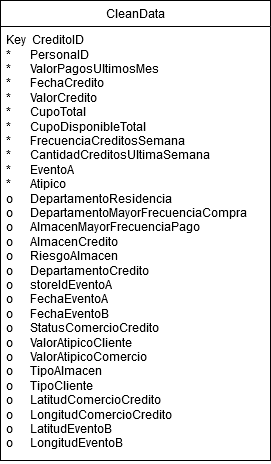 CleanData
Key CreditoID
* PersonaID
* ValorPagosUltimosMes
* FechaCredito
* ValorCredito
* CupoTotal
* CupoDisponibleTotal
* FrecuenciaCreditosSemana
* CantidadCreditosUltimaSemana
* EventoA
* Atipico
o DepartamentoResidencia
o DepartamentoMayorFrecuenciaCompra
o AlmacenMayorFrecuenciaPago
o AlmacenCredito
o RiesgoAlmacen
o DepartamentoCredito
o storeIdEventoA
o FechaEventoA
o FechaEventoB
o StatusComercioCredito
o ValorAtipicoCliente
o ValorAtipicoComercio
o TipoAlmacen
o TipoCliente
o LatitudComercioCredito
o LongitudComercioCredito
o LatitudEventoB
o LongitudEventoB